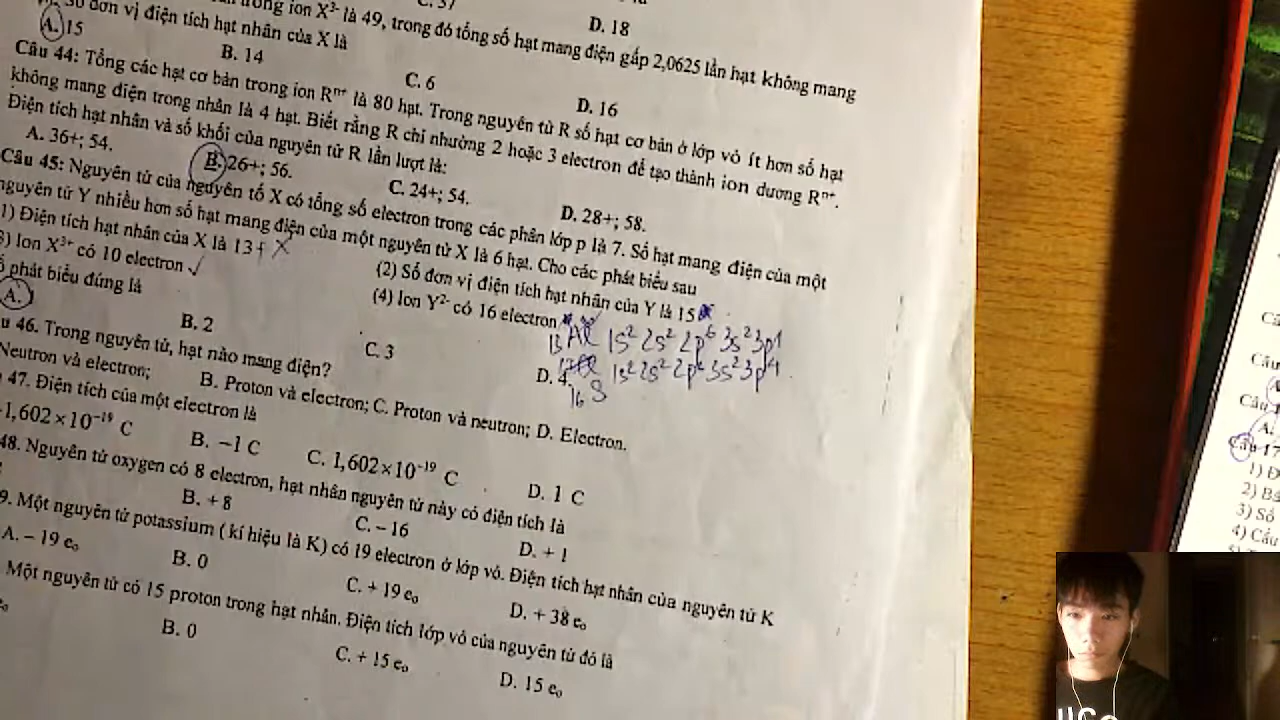 C. 37
trong ion X³⁻ là 49, trong đó tổng số hạt mang điện gấp 2,0625 lần hạt không mang
đơn vị điện tích hạt nhân của X là
D. 18
A. 15
B. 14
C. 6
D. 16
Câu 44: Tổng các hạt cơ bản trong ion Rⁿ⁺ là 80 hạt. Trong nguyên tử R số hạt cơ bản ở lớp vỏ ít hơn số hạt
không mang điện trong nhân là 4 hạt. Biết rằng R chỉ nhường 2 hoặc 3 electron để tạo thành ion dương Rⁿ⁺.
Điện tích hạt nhân và số khối của nguyên tử R lần lượt là:
A. 36+; 54.
B. 26+; 56.
C. 24+; 54.
D. 28+; 58.
Câu 45: Nguyên tử của nguyên tố X có tổng số electron trong các phân lớp p là 7. Số hạt mang điện của một
nguyên tử Y nhiều hơn số hạt mang điện của một nguyên tử X là 6 hạt. Cho các phát biểu sau
1) Điện tích hạt nhân của X là 13+ X
(2) Số đơn vị điện tích hạt nhân của Y là 15
3) Ion X³⁺ có 10 electron ✓
(4) Ion Y²⁻ có 16 electron
phát biểu đúng là
A.
B. 2
C. 3
D. 4.
₁₃Al 1s² 2s² 2p⁶ 3s² 3p¹
1s² 2s² 2p⁶ 3s² 3p⁴
₁₆S
46. Trong nguyên tử, hạt nào mang điện?
Neutron và electron; B. Proton và electron; C. Proton và neutron; D. Electron.
47. Điện tích của một electron là
1,602×10⁻¹⁹ C
B. −1 C
C. 1,602×10⁻¹⁹ C
D. 1 C
48. Nguyên tử oxygen có 8 electron, hạt nhân nguyên tử này có điện tích là
B. + 8
C. − 16
D. + 1
9. Một nguyên tử potassium ( kí hiệu là K) có 19 electron ở lớp vỏ. Điện tích hạt nhân của nguyên tử K
A. − 19 e₀
B. 0
C. + 19 e₀
D. + 38 e₀
Một nguyên tử có 15 proton trong hạt nhân. Điện tích lớp vỏ của nguyên tử đó là
B. 0
C. + 15 e₀
D. 15 e₀
Câu
Câu
A.
Câu 17
1) Đ
2) Bá
3) Số
4) Cấu